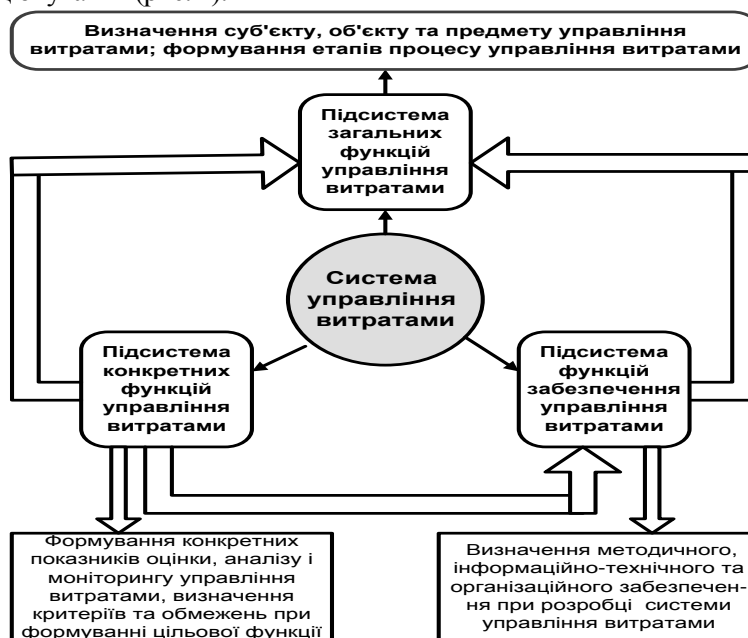 Визначення суб'єкту, об'єкту та предмету управління
витратами; формування етапів процесу управління витратами
Підсистема
загальних
функцій
управління
витратами
Система
управління
витратами
Підсистема
конкретних
функцій
управління
витратами
Підсистема
функцій
забезпечення
управління
витратами
Формування конкретних
показників оцінки, аналізу і
моніторингу управління
витратами, визначення
критеріїв та обмежень при
формуванні цільової функції
Визначення методичного,
інформаційно-технічного та
організаційного забезпечен-
ня при розробці системи
управління витратами